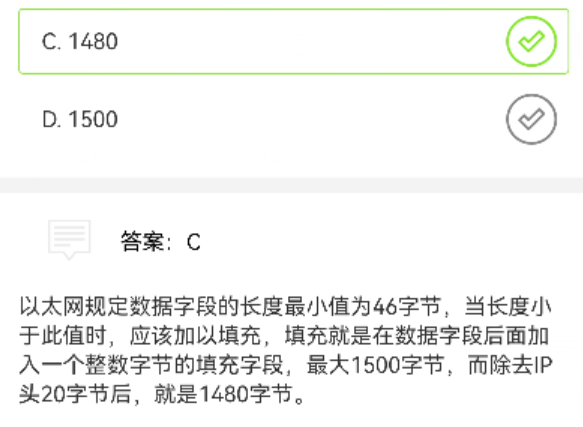 C. 1480
D. 1500
答案：C
以太网规定数据字段的长度最小值为46字节，当长度小
于此值时，应该加以填充，填充就是在数据字段后面加
入一个整数字节的填充字段，最大1500字节，而除去IP
头20字节后，就是1480字节。